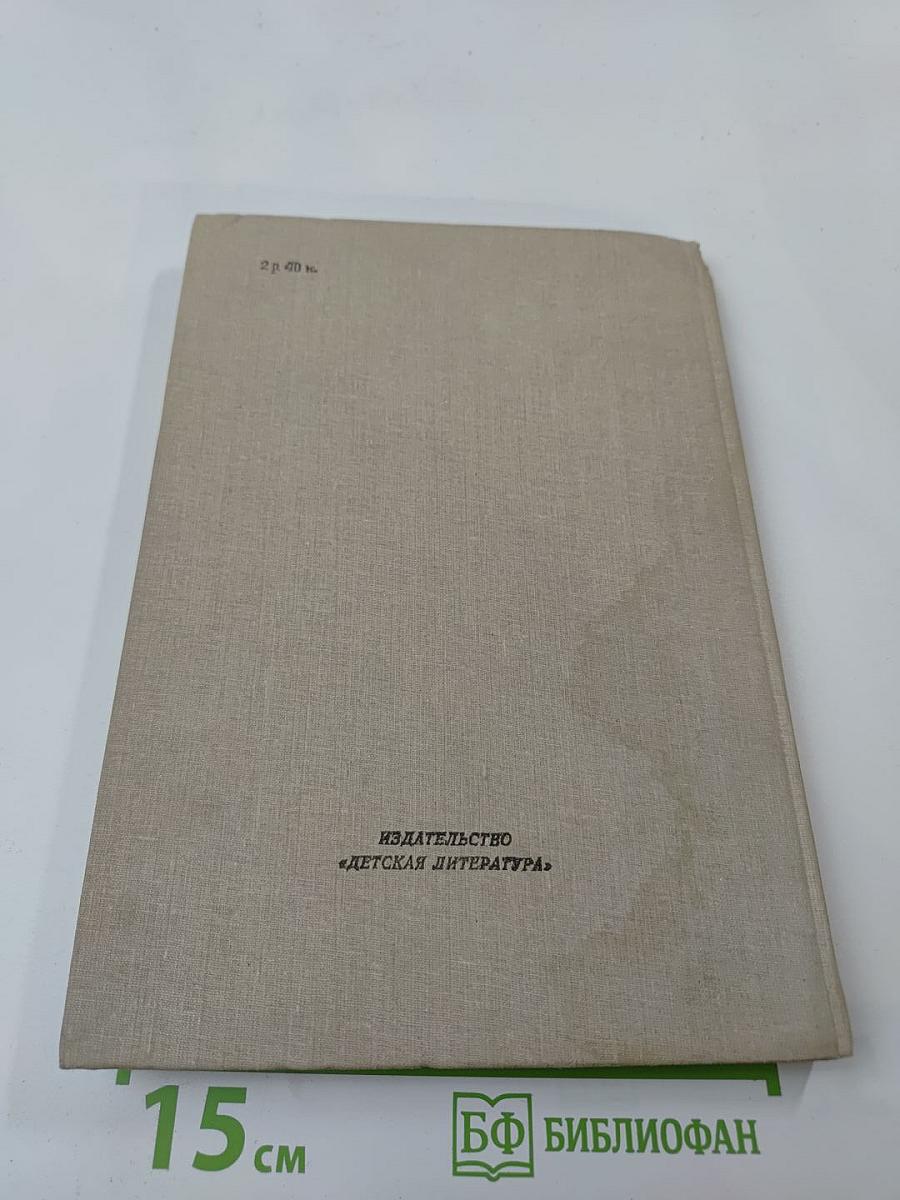 2 р. 40 к.
ИЗДАТЕЛЬСТВО
«ДЕТСКАЯ ЛИТЕРАТУРА»
15 см
БФ БИБЛИОФАН